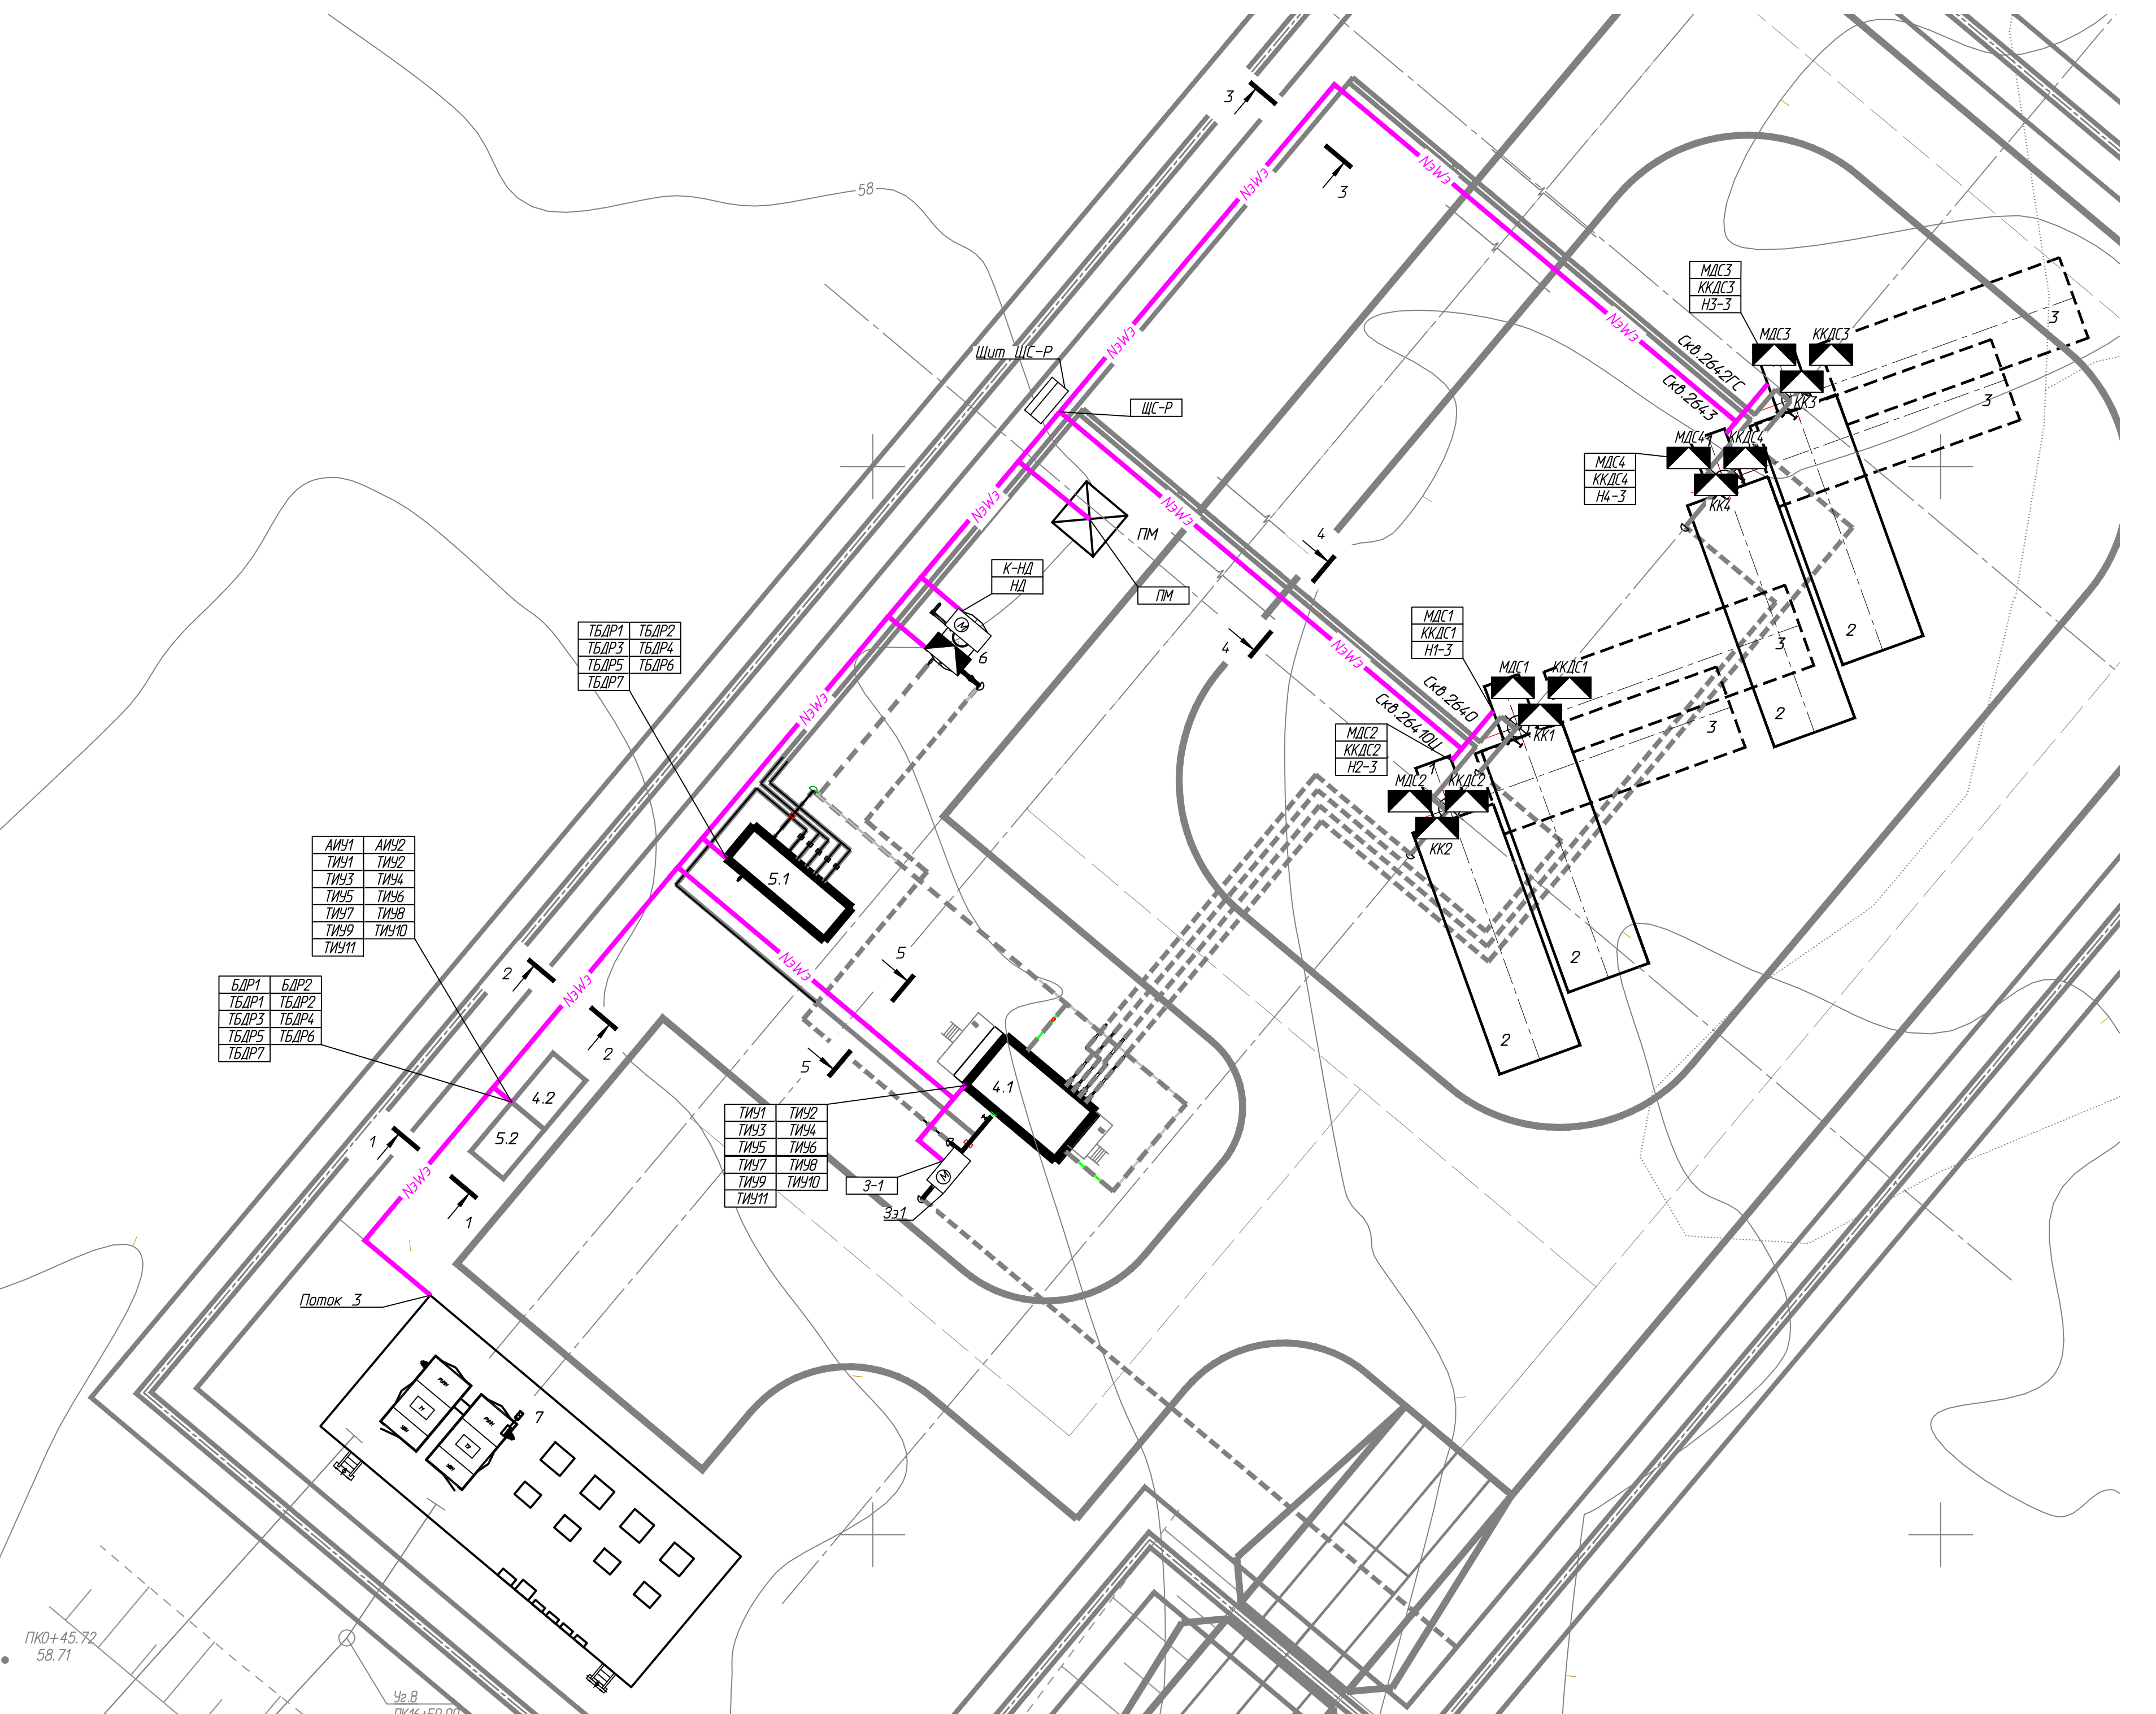 3
3
58
NэWэ
NэWэ
МДС3
ККДС3
Н3-3
МДС3
ККДС3
3
NэWэ
NэWэ
Скв.2642ГС
Щит ЩС-Р
Скв.2643
КК3
3
ЩС-Р
МДС4
ККДС4
МДС4
ККДС4
Н4-3
КК4
NэWэ
NэWэ
ПМ
4
К-НД
НД
ПМ
МДС1
ККДС1
Н1-3
2
3
ТБДР1 ТБДР2
ТБДР3 ТБДР4
ТБДР5 ТБДР6
ТБДР7
6
4
NэWэ
МДС1
ККДС1
Скв.2640
NэWэ
Скв.2641ОЦ
2
3
МДС2
ККДС2
Н2-3
КК1
1
МДС2
ККДС2
КК2
АИУ1 АИУ2
ТИУ1 ТИУ2
ТИУ3 ТИУ4
ТИУ5 ТИУ6
ТИУ7 ТИУ8
ТИУ9 ТИУ10
ТИУ11
5.1
5
NэWэ
2
2
БДР1 БДР2
ТБДР1 ТБДР2
ТБДР3 ТБДР4
ТБДР5 ТБДР6
ТБДР7
NэWэ
2
2
5
4.1
4.2
ТИУ1 ТИУ2
ТИУ3 ТИУ4
ТИУ5 ТИУ6
ТИУ7 ТИУ8
ТИУ9 ТИУ10
ТИУ11
1
5.2
NэWэ
З-1
Зэ1
1
Поток 3
7
ПК0+45.72
58.71
Уг.8